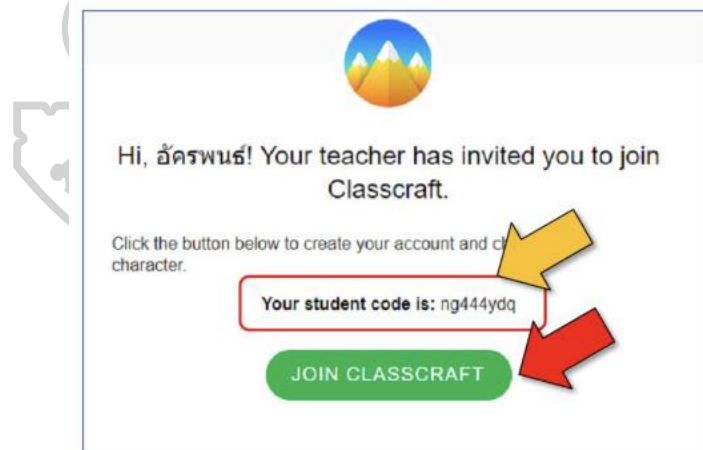 Hi, อัครพนธ์! Your teacher has invited you to join
Classcraft.
Click the button below to create your account and
character.
Your student code is: ng444ydq
JOIN CLASSCRAFT